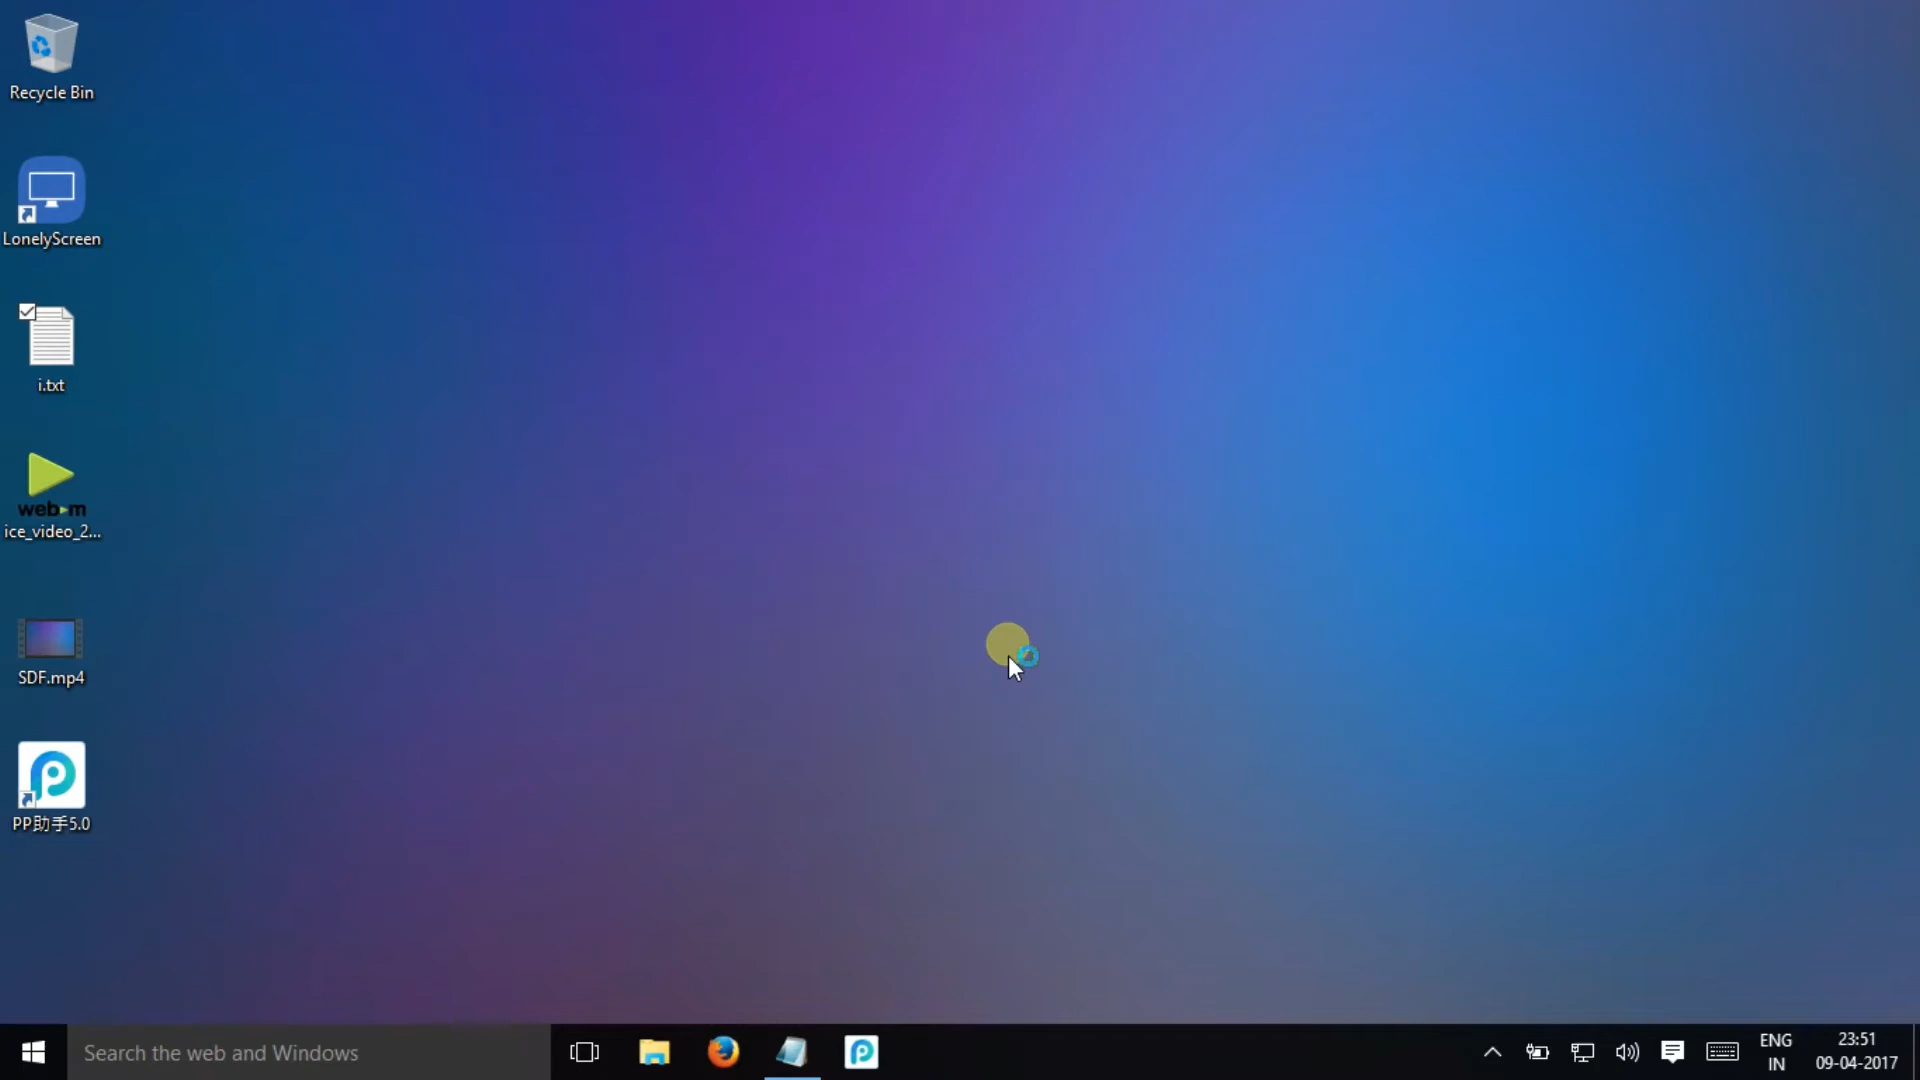 Recycle Bin
LonelyScreen
i.txt
web m
ice_video_2...
SDF.mp4
PP助手5.0
Search the web and Windows
ENG
IN
23:51
09-04-2017